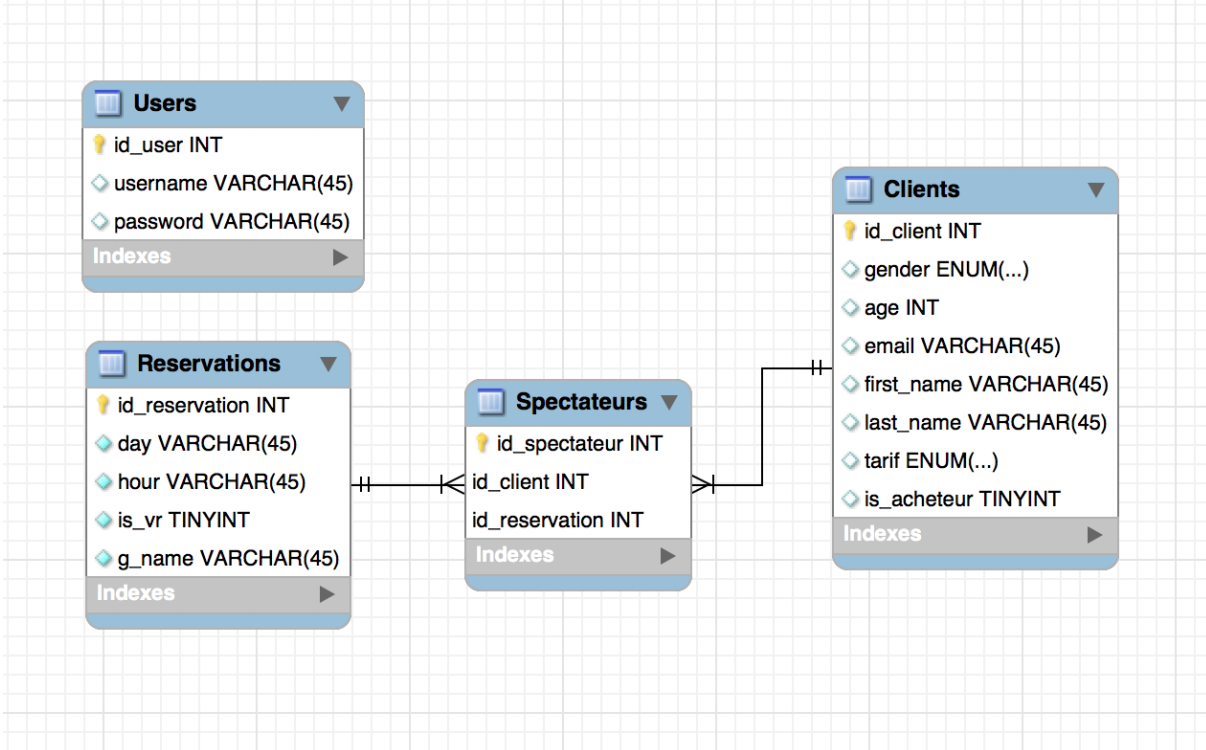 Users
id_user INT
username VARCHAR(45)
password VARCHAR(45)
Indexes
Reservations
id_reservation INT
day VARCHAR(45)
hour VARCHAR(45)
is_vr TINYINT
g_name VARCHAR(45)
Indexes
Spectateurs
id_spectateur INT
id_client INT
id_reservation INT
Indexes
Clients
id_client INT
gender ENUM(...)
age INT
email VARCHAR(45)
first_name VARCHAR(45)
last_name VARCHAR(45)
tarif ENUM(...)
is_acheteur TINYINT
Indexes